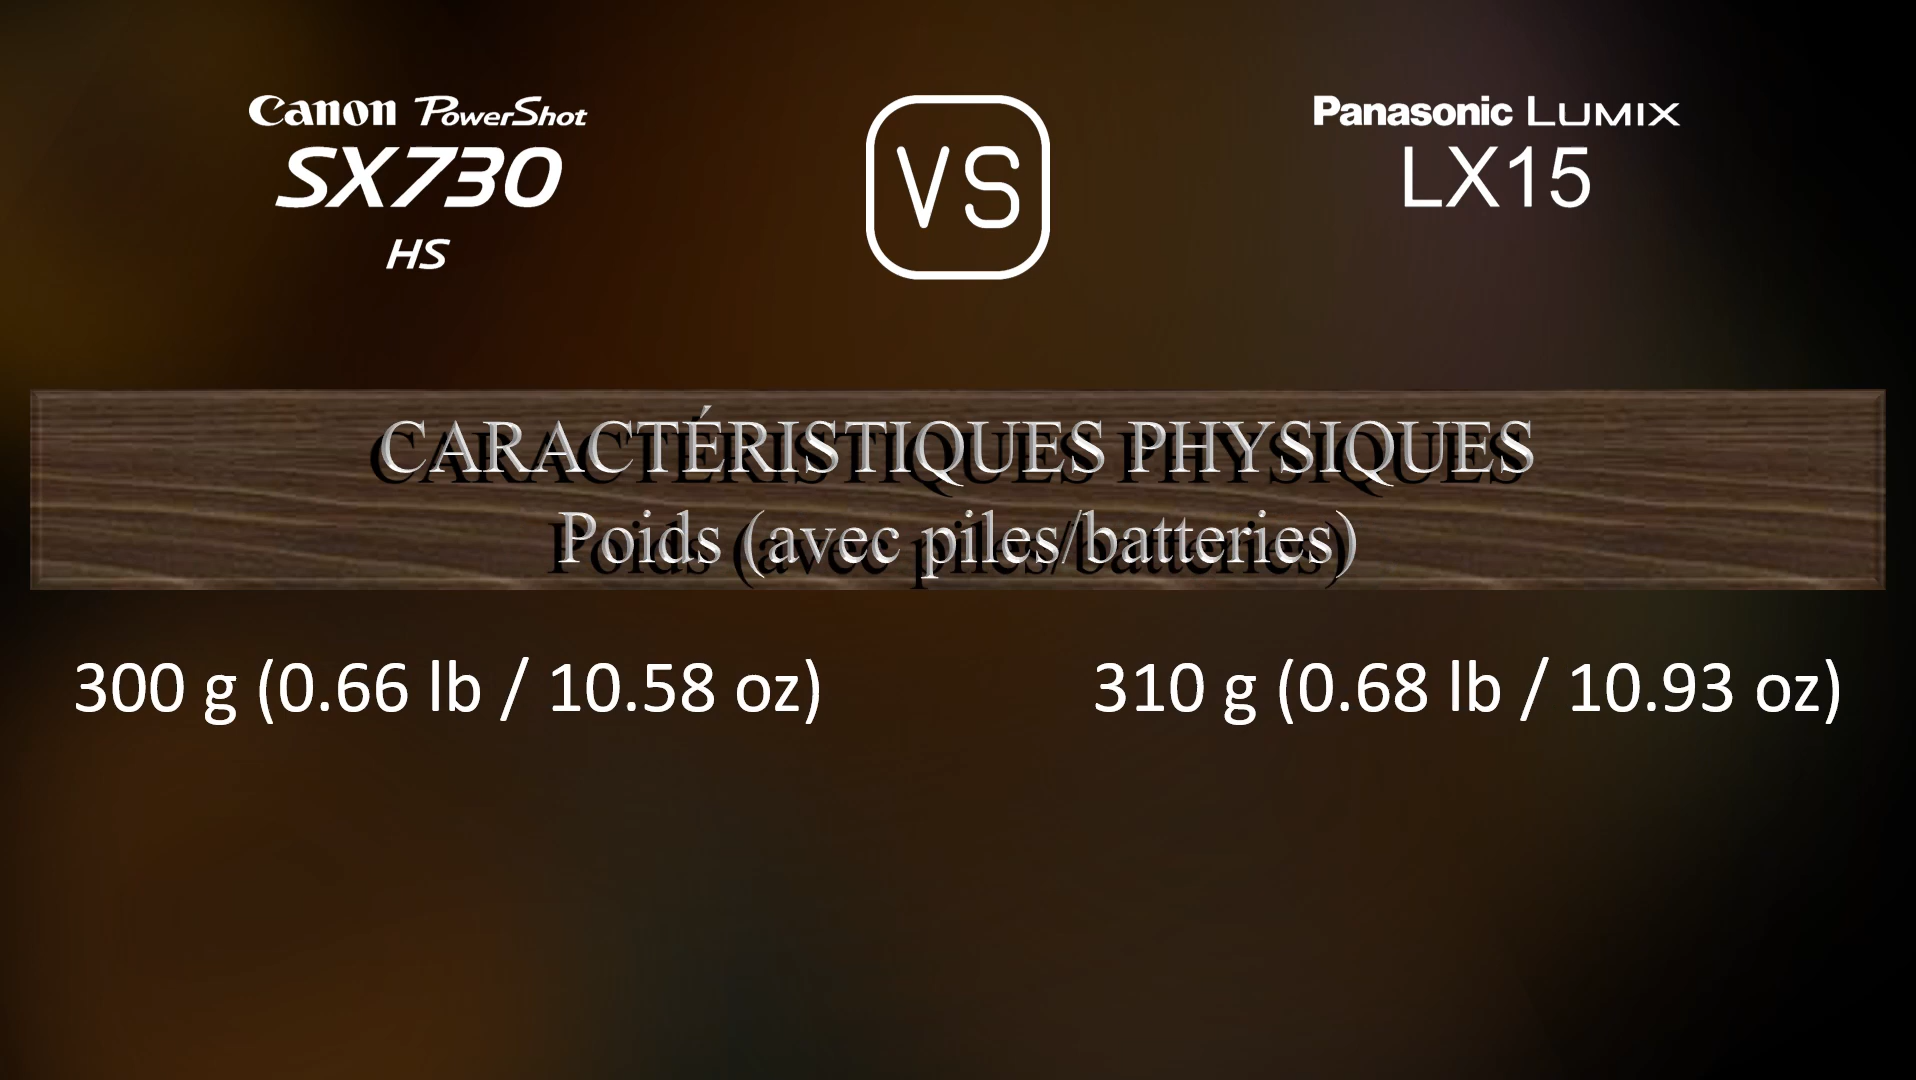 Canon PowerShot
SX730
HS
VS
Panasonic LUMIX
LX15
CARACTÉRISTIQUES PHYSIQUES
Poids (avec piles/batteries)
300 g (0.66 lb / 10.58 oz)
310 g (0.68 lb / 10.93 oz)